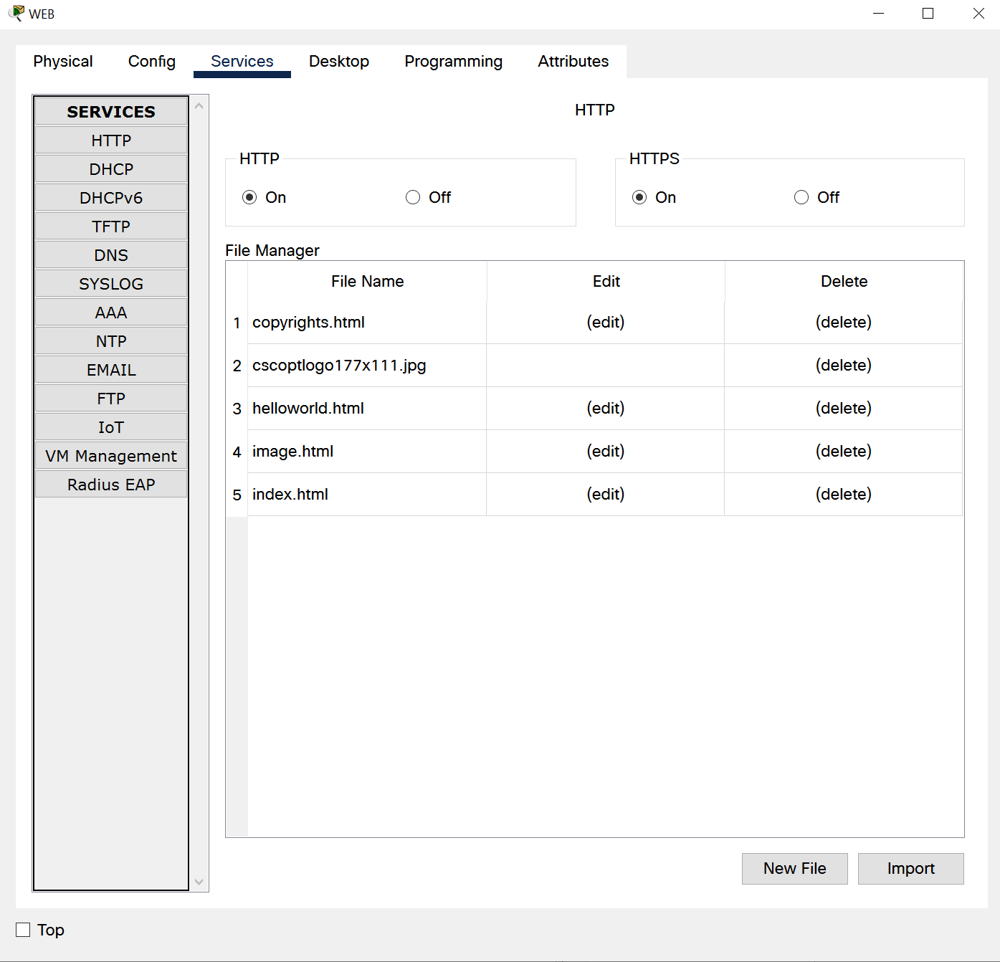 WEB
Physical Config Services Desktop Programming Attributes
SERVICES
HTTP
DHCP
DHCPv6
TFTP
DNS
SYSLOG
AAA
NTP
EMAIL
FTP
IoT
VM Management
Radius EAP
HTTP
HTTP
On Off
HTTPS
On Off
File Manager
File Name Edit Delete
1 copyrights.html (edit) (delete)
2 cscoptlogo177x111.jpg (delete)
3 helloworld.html (edit) (delete)
4 image.html (edit) (delete)
5 index.html (edit) (delete)
New File Import
Top